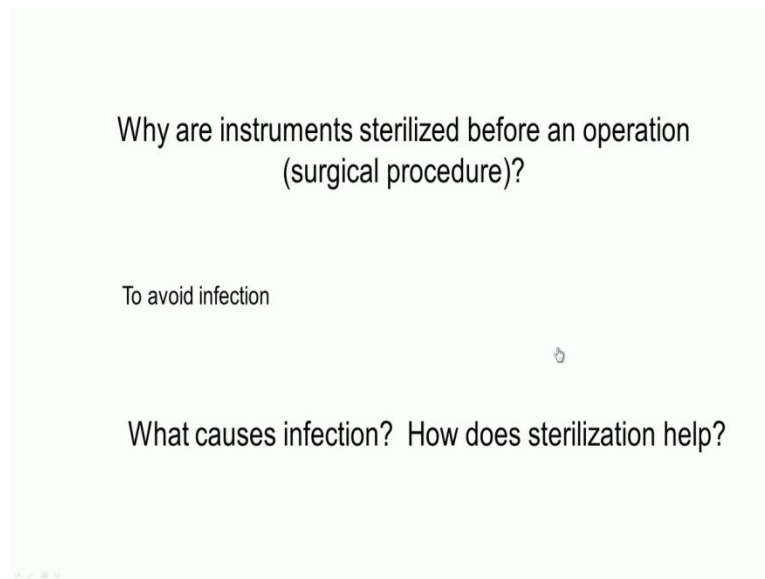 Why are instruments sterilized before an operation
(surgical procedure)?
To avoid infection
What causes infection? How does sterilization help?